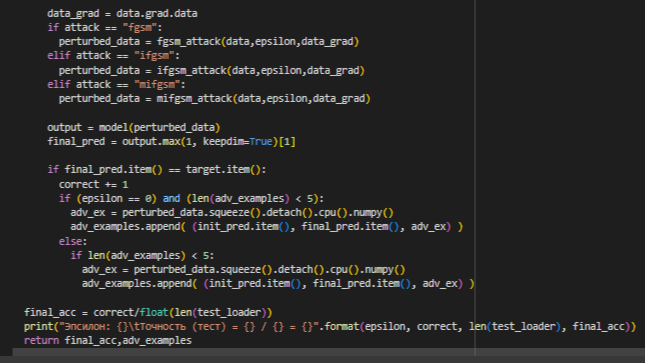 data_grad = data.grad.data
if attack == "fgsm":
perturbed_data = fgsm_attack(data,epsilon,data_grad)
elif attack == "ifgsm":
perturbed_data = ifgsm_attack(data,epsilon,data_grad)
elif attack == "mifgsm":
perturbed_data = mifgsm_attack(data,epsilon,data_grad)
output = model(perturbed_data)
final_pred = output.max(1, keepdim=True)[1]
if final_pred.item() == target.item():
correct += 1
if (epsilon == 0) and (len(adv_examples) < 5):
adv_ex = perturbed_data.squeeze().detach().cpu().numpy()
adv_examples.append( (init_pred.item(), final_pred.item(), adv_ex) )
else:
if len(adv_examples) < 5:
adv_ex = perturbed_data.squeeze().detach().cpu().numpy()
adv_examples.append( (init_pred.item(), final_pred.item(), adv_ex) )
final_acc = correct/float(len(test_loader))
print("Эпсилон: {}\tТочность (тест) = {} / {} = {}".format(epsilon, correct, len(test_loader), final_acc))
return final_acc,adv_examples